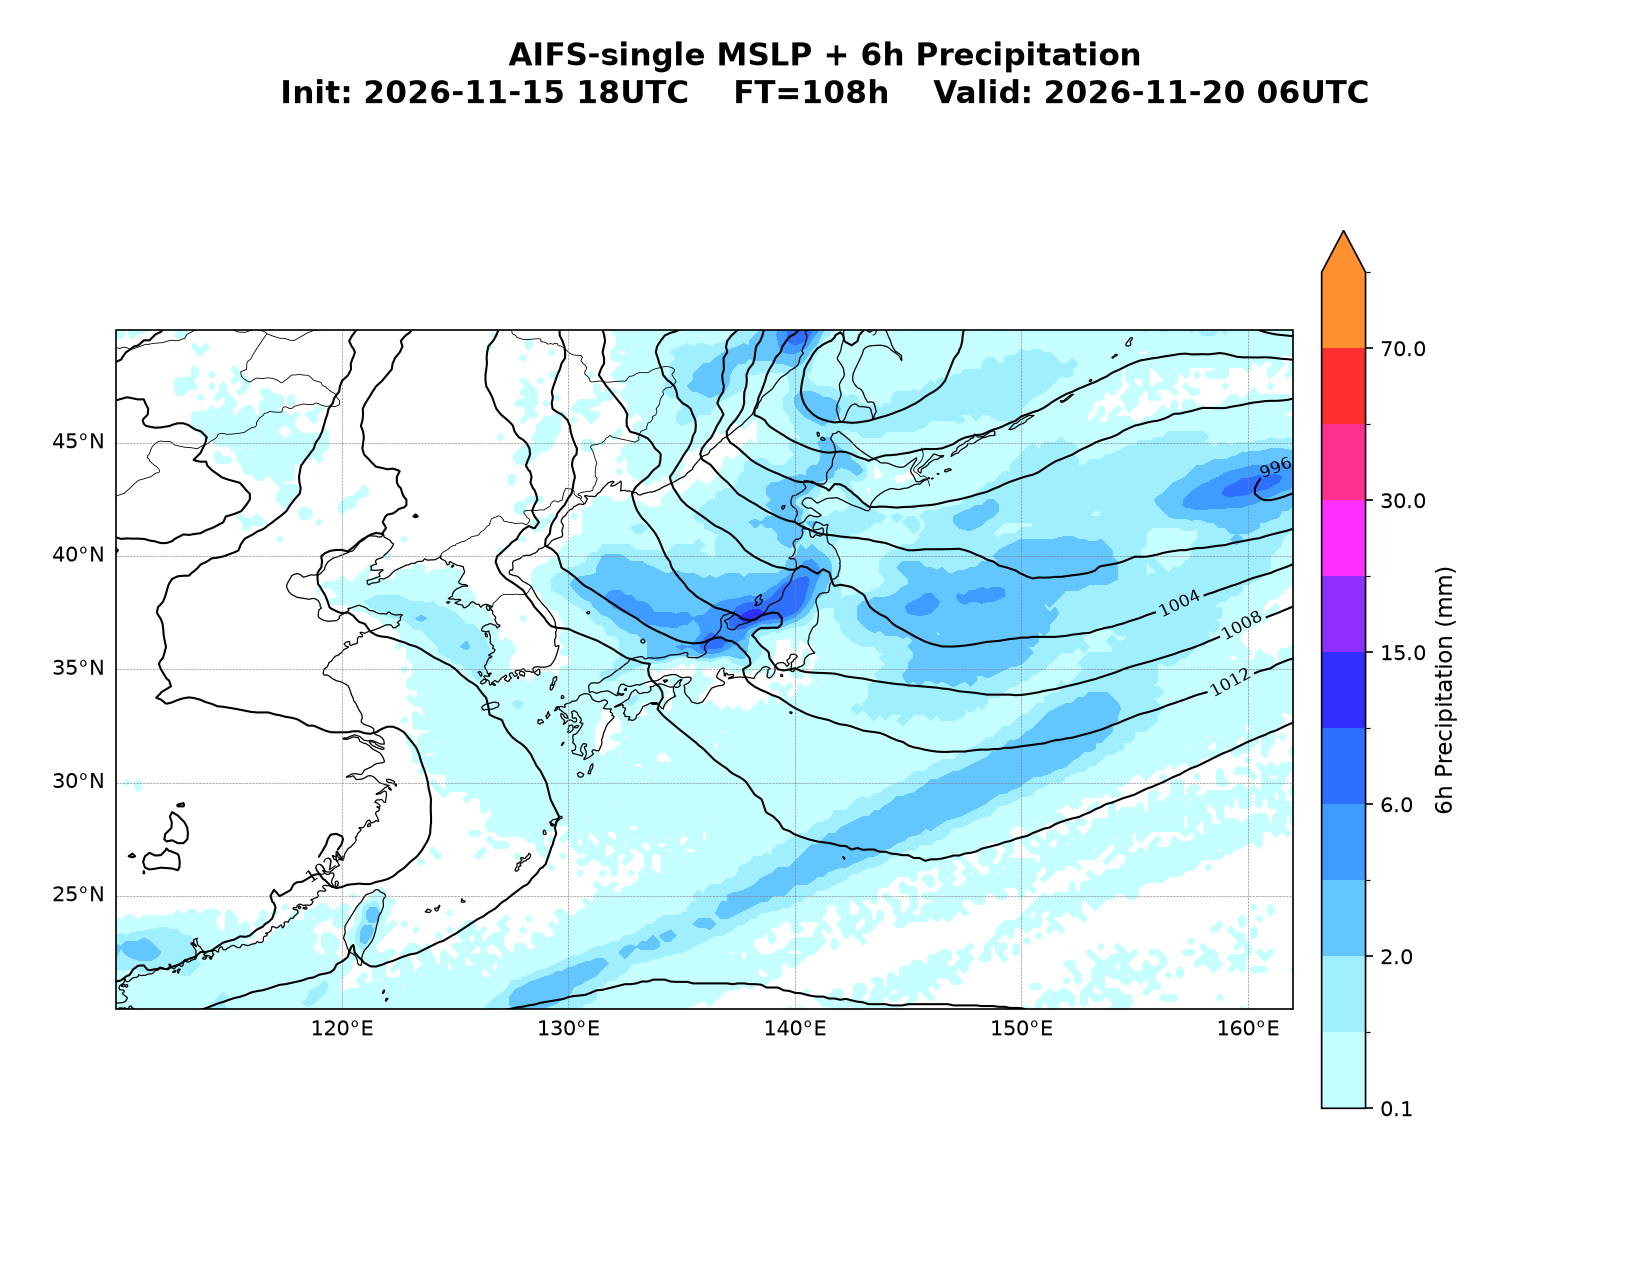 AIFS-single MSLP + 6h Precipitation
Init: 2026-11-15 18UTC    FT=108h    Valid: 2026-11-20 06UTC
70.0
30.0
15.0
6.0
2.0
0.1
6h Precipitation (mm)
45°N
40°N
35°N
30°N
25°N
996
1004
1008
1012
1024
120°E
130°E
140°E
150°E
160°E